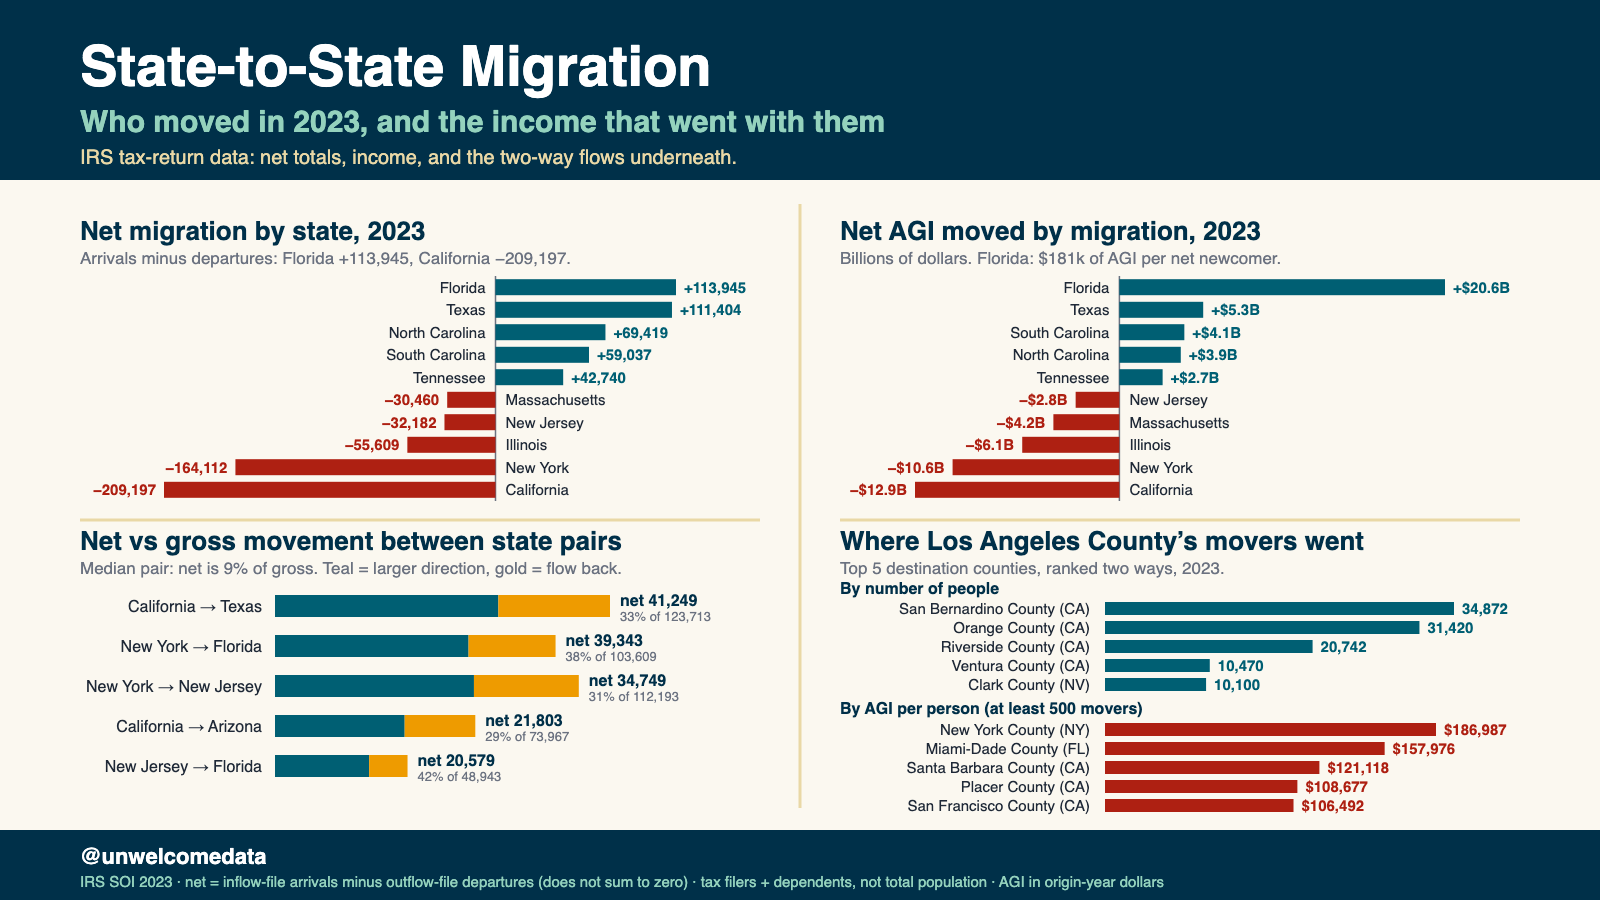 State-to-State Migration
Who moved in 2023, and the income that went with them
IRS tax-return data: net totals, income, and the two-way flows underneath.
Net migration by state, 2023
Arrivals minus departures: Florida +113,945, California −209,197.
Florida +113,945
Texas +111,404
North Carolina +69,419
South Carolina +59,037
Tennessee +42,740
−30,460 Massachusetts
−32,182 New Jersey
−55,609 Illinois
−164,112 New York
−209,197 California
Net AGI moved by migration, 2023
Billions of dollars. Florida: $181k of AGI per net newcomer.
Florida +$20.6B
Texas +$5.3B
South Carolina +$4.1B
North Carolina +$3.9B
Tennessee +$2.7B
−$2.8B New Jersey
−$4.2B Massachusetts
−$6.1B Illinois
−$10.6B New York
−$12.9B California
Net vs gross movement between state pairs
Median pair: net is 9% of gross. Teal = larger direction, gold = flow back.
California → Texas net 41,249
33% of 123,713
New York → Florida net 39,343
38% of 103,609
New York → New Jersey net 34,749
31% of 112,193
California → Arizona net 21,803
29% of 73,967
New Jersey → Florida net 20,579
42% of 48,943
Where Los Angeles County’s movers went
Top 5 destination counties, ranked two ways, 2023.
By number of people
San Bernardino County (CA) 34,872
Orange County (CA) 31,420
Riverside County (CA) 20,742
Ventura County (CA) 10,470
Clark County (NV) 10,100
By AGI per person (at least 500 movers)
New York County (NY) $186,987
Miami-Dade County (FL) $157,976
Santa Barbara County (CA) $121,118
Placer County (CA) $108,677
San Francisco County (CA) $106,492
@unwelcomedata
IRS SOI 2023 · net = inflow-file arrivals minus outflow-file departures (does not sum to zero) · tax filers + dependents, not total population · AGI in origin-year dollars